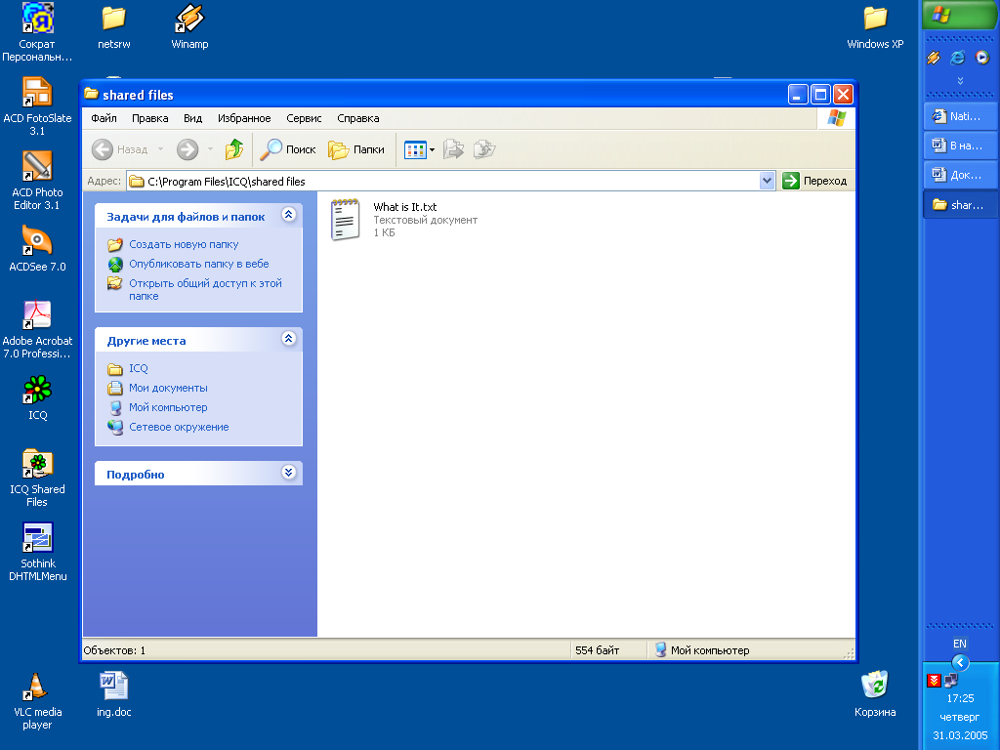 Сократ
Персональн...
netsrw
Winamp
Windows XP
ACD FotoSlate
3.1
ACD Photo
Editor 3.1
ACDSee 7.0
Adobe Acrobat
7.0 Professi...
ICQ
ICQ Shared
Files
Sothink
DHTMLMenu
VLC media
player
ing.doc
Корзина
shared files
Файл Правка Вид Избранное Сервис Справка
Назад Поиск Папки
Адрес: C:\Program Files\ICQ\shared files Переход
Задачи для файлов и папок
Создать новую папку
Опубликовать папку в вебе
Открыть общий доступ к этой
папке
Другие места
ICQ
Мои документы
Мой компьютер
Сетевое окружение
Подробно
What is It.txt
Текстовый документ
1 КБ
Объектов: 1 554 байт Мой компьютер
Nati...
В на...
Док...
shar...
EN
17:25
четверг
31.03.2005